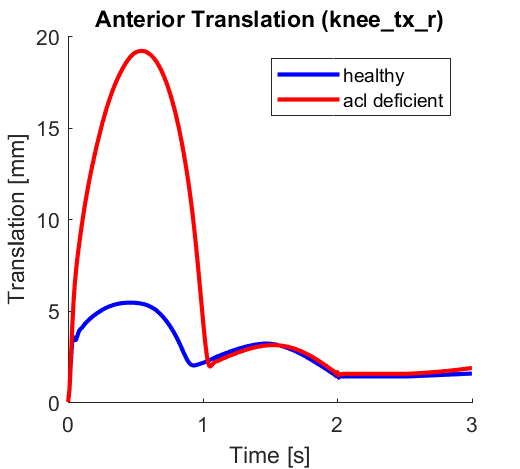 Anterior Translation (knee_tx_r)
20
15
10
5
0
Translation [mm]
healthy
acl deficient
0
1
2
3
Time [s]